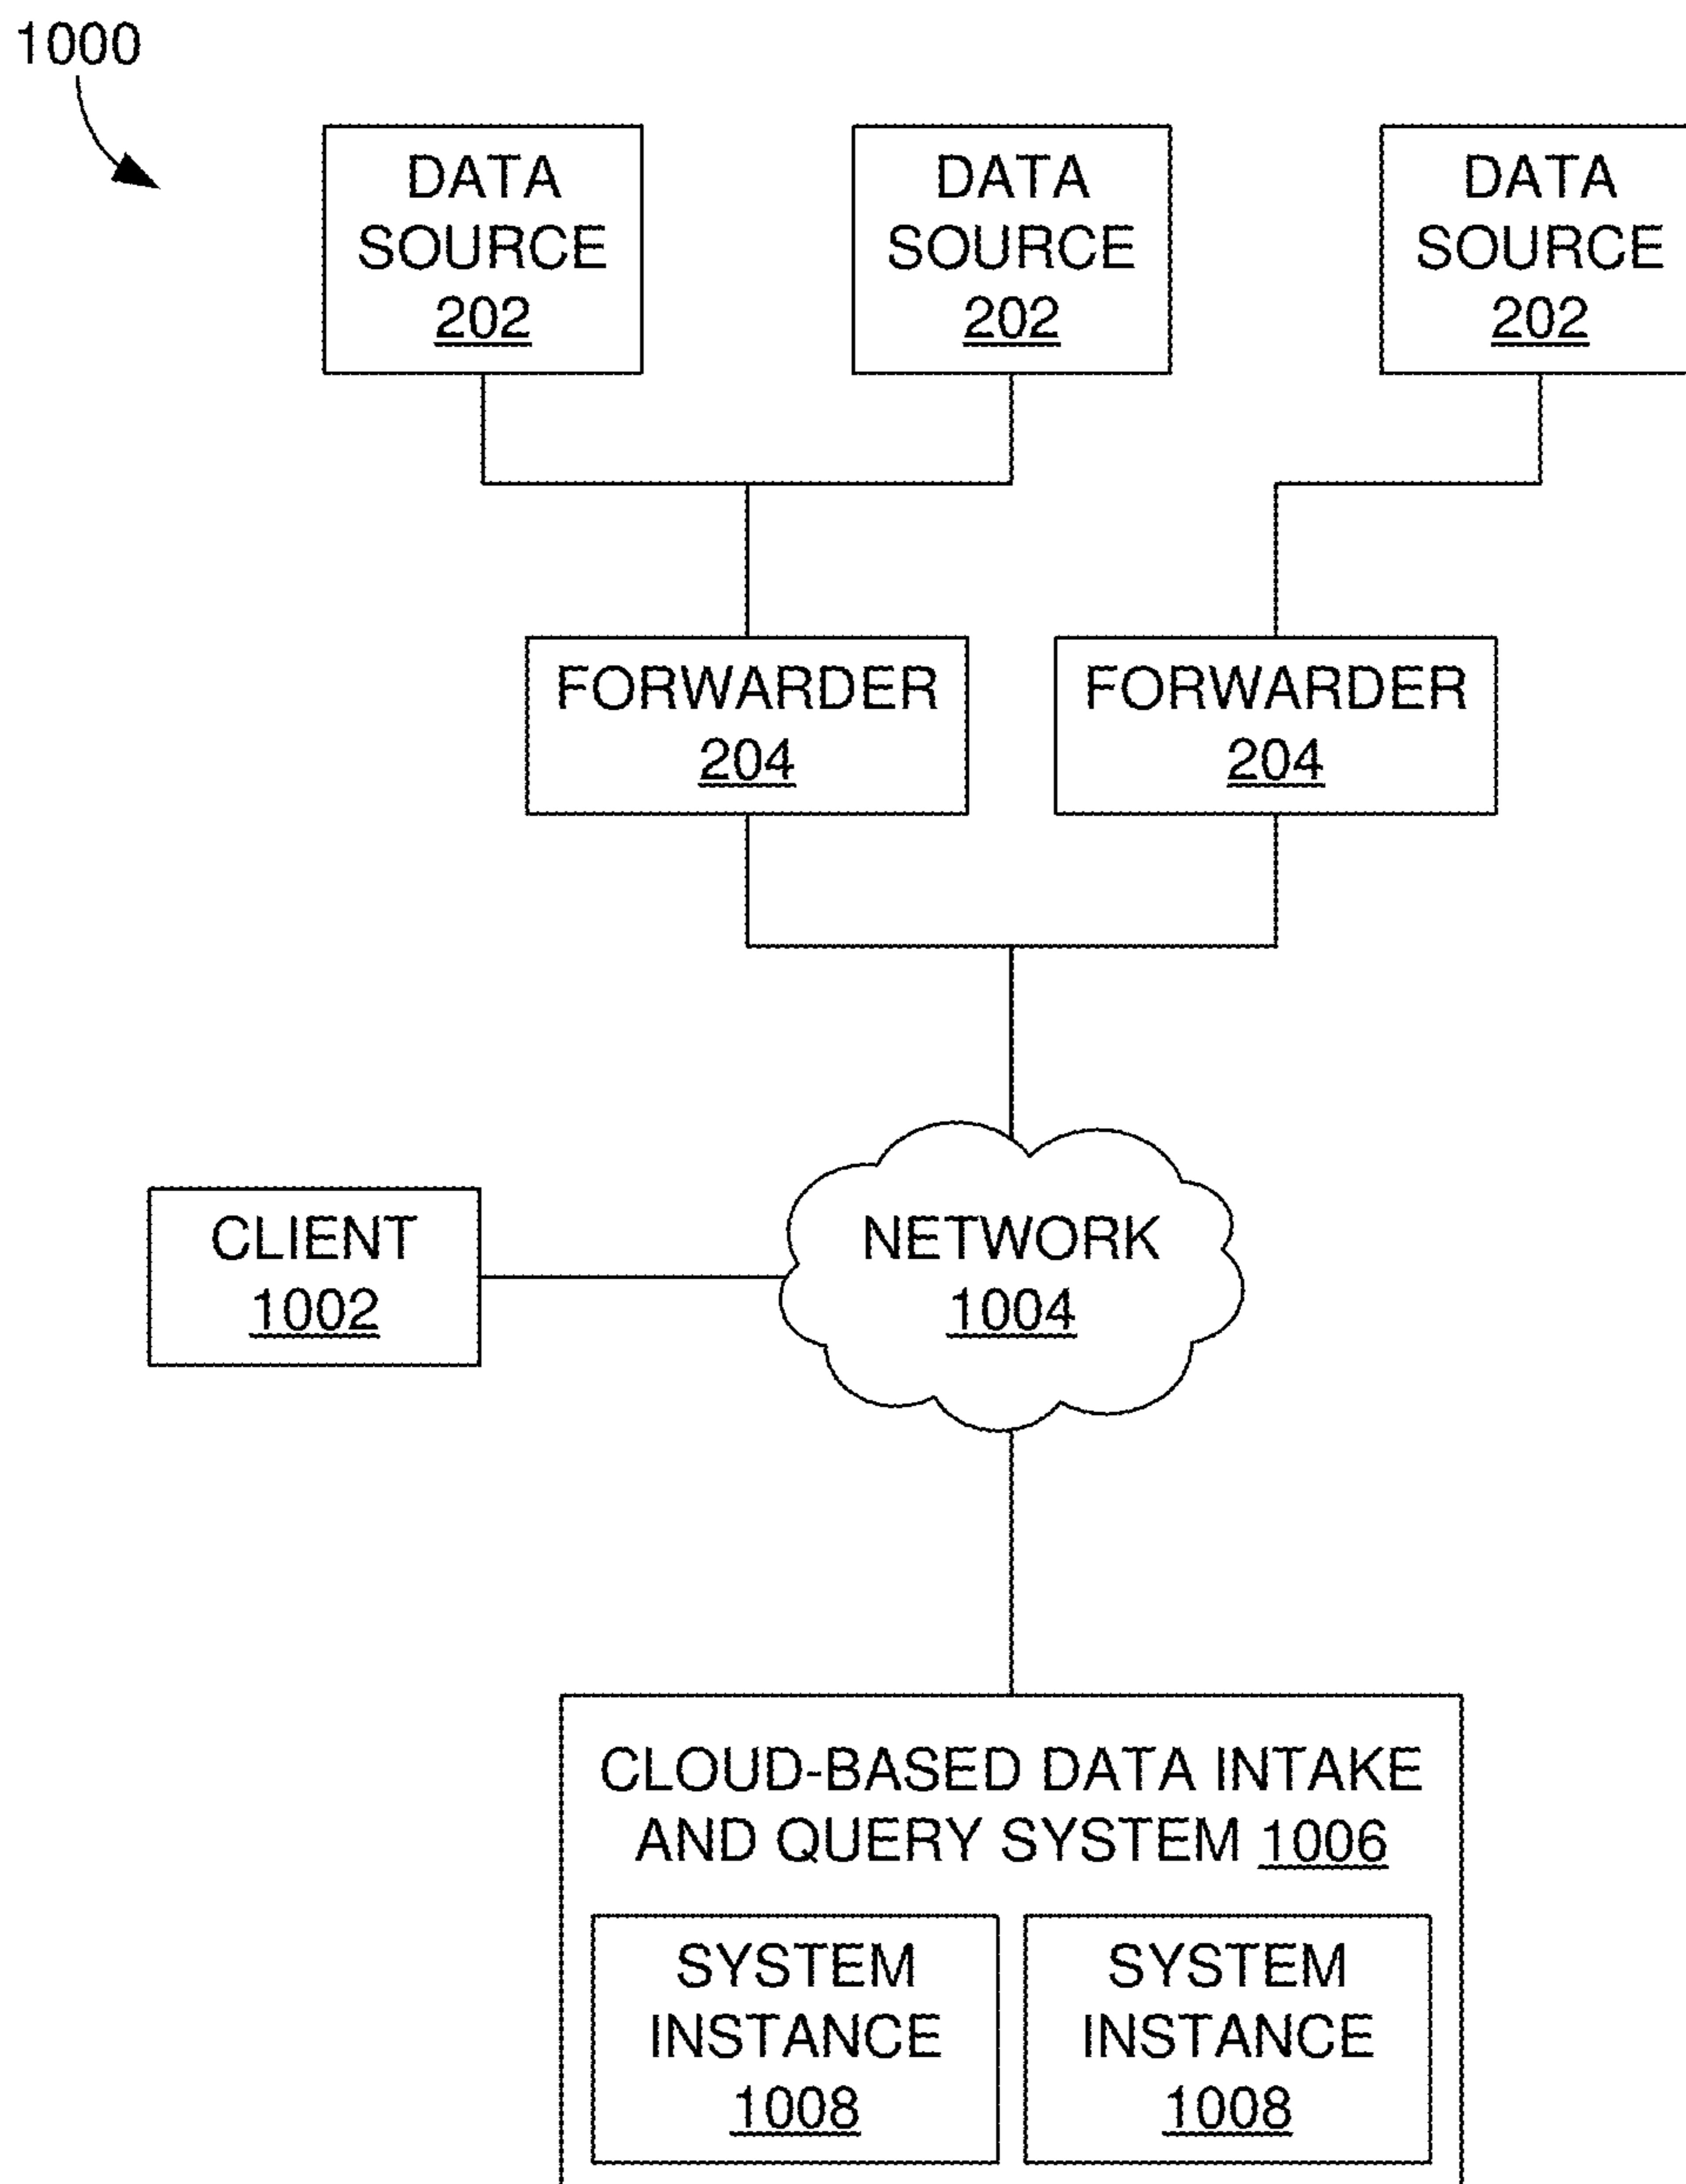 1000
DATA
SOURCE
202
DATA
SOURCE
202
DATA
SOURCE
202
FORWARDER
204
FORWARDER
204
CLIENT
1002
NETWORK
1004
CLOUD-BASED DATA INTAKE
AND QUERY SYSTEM 1006
SYSTEM
INSTANCE
1008
SYSTEM
INSTANCE
1008